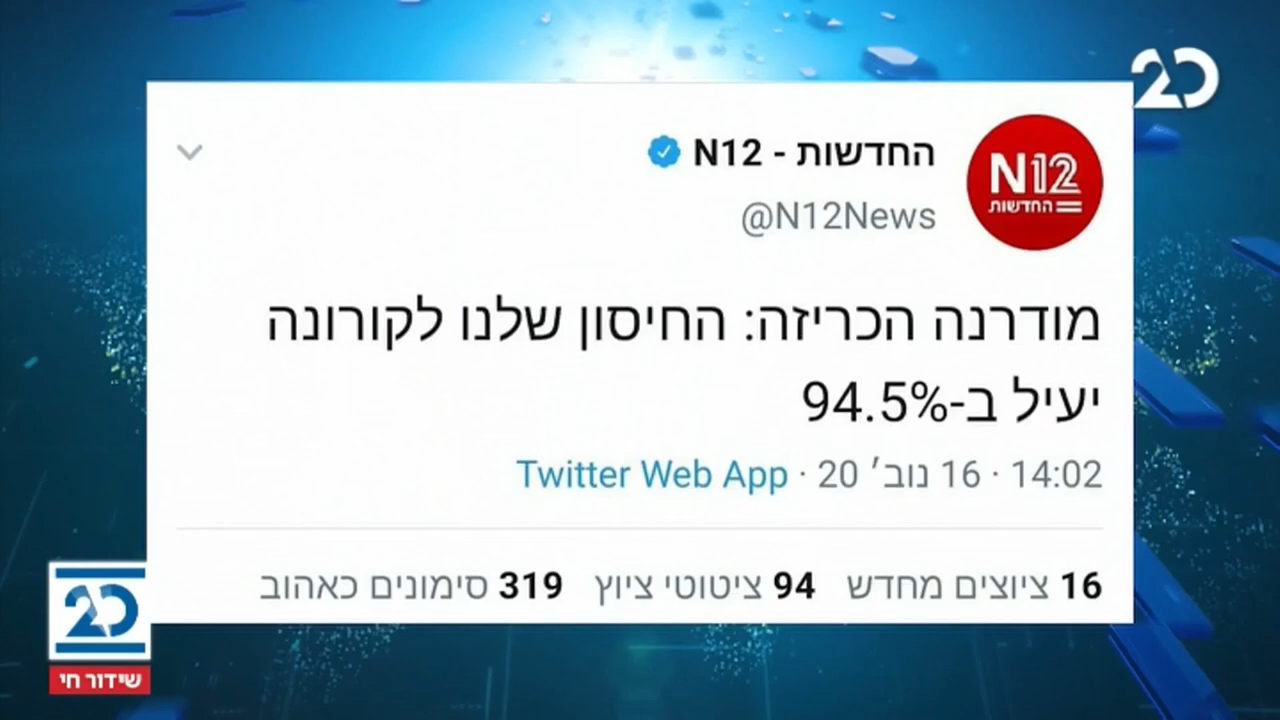 20
החדשות - N12
@N12News
N12
החדשות
מודרנה הכריזה: החיסון שלנו לקורונה
יעיל ב-94.5%
14:02 · 16 נוב׳ 20 · Twitter Web App
16 ציוצים מחדש 94 ציטוטי ציוץ 319 סימונים כאהוב
20
שידור חי